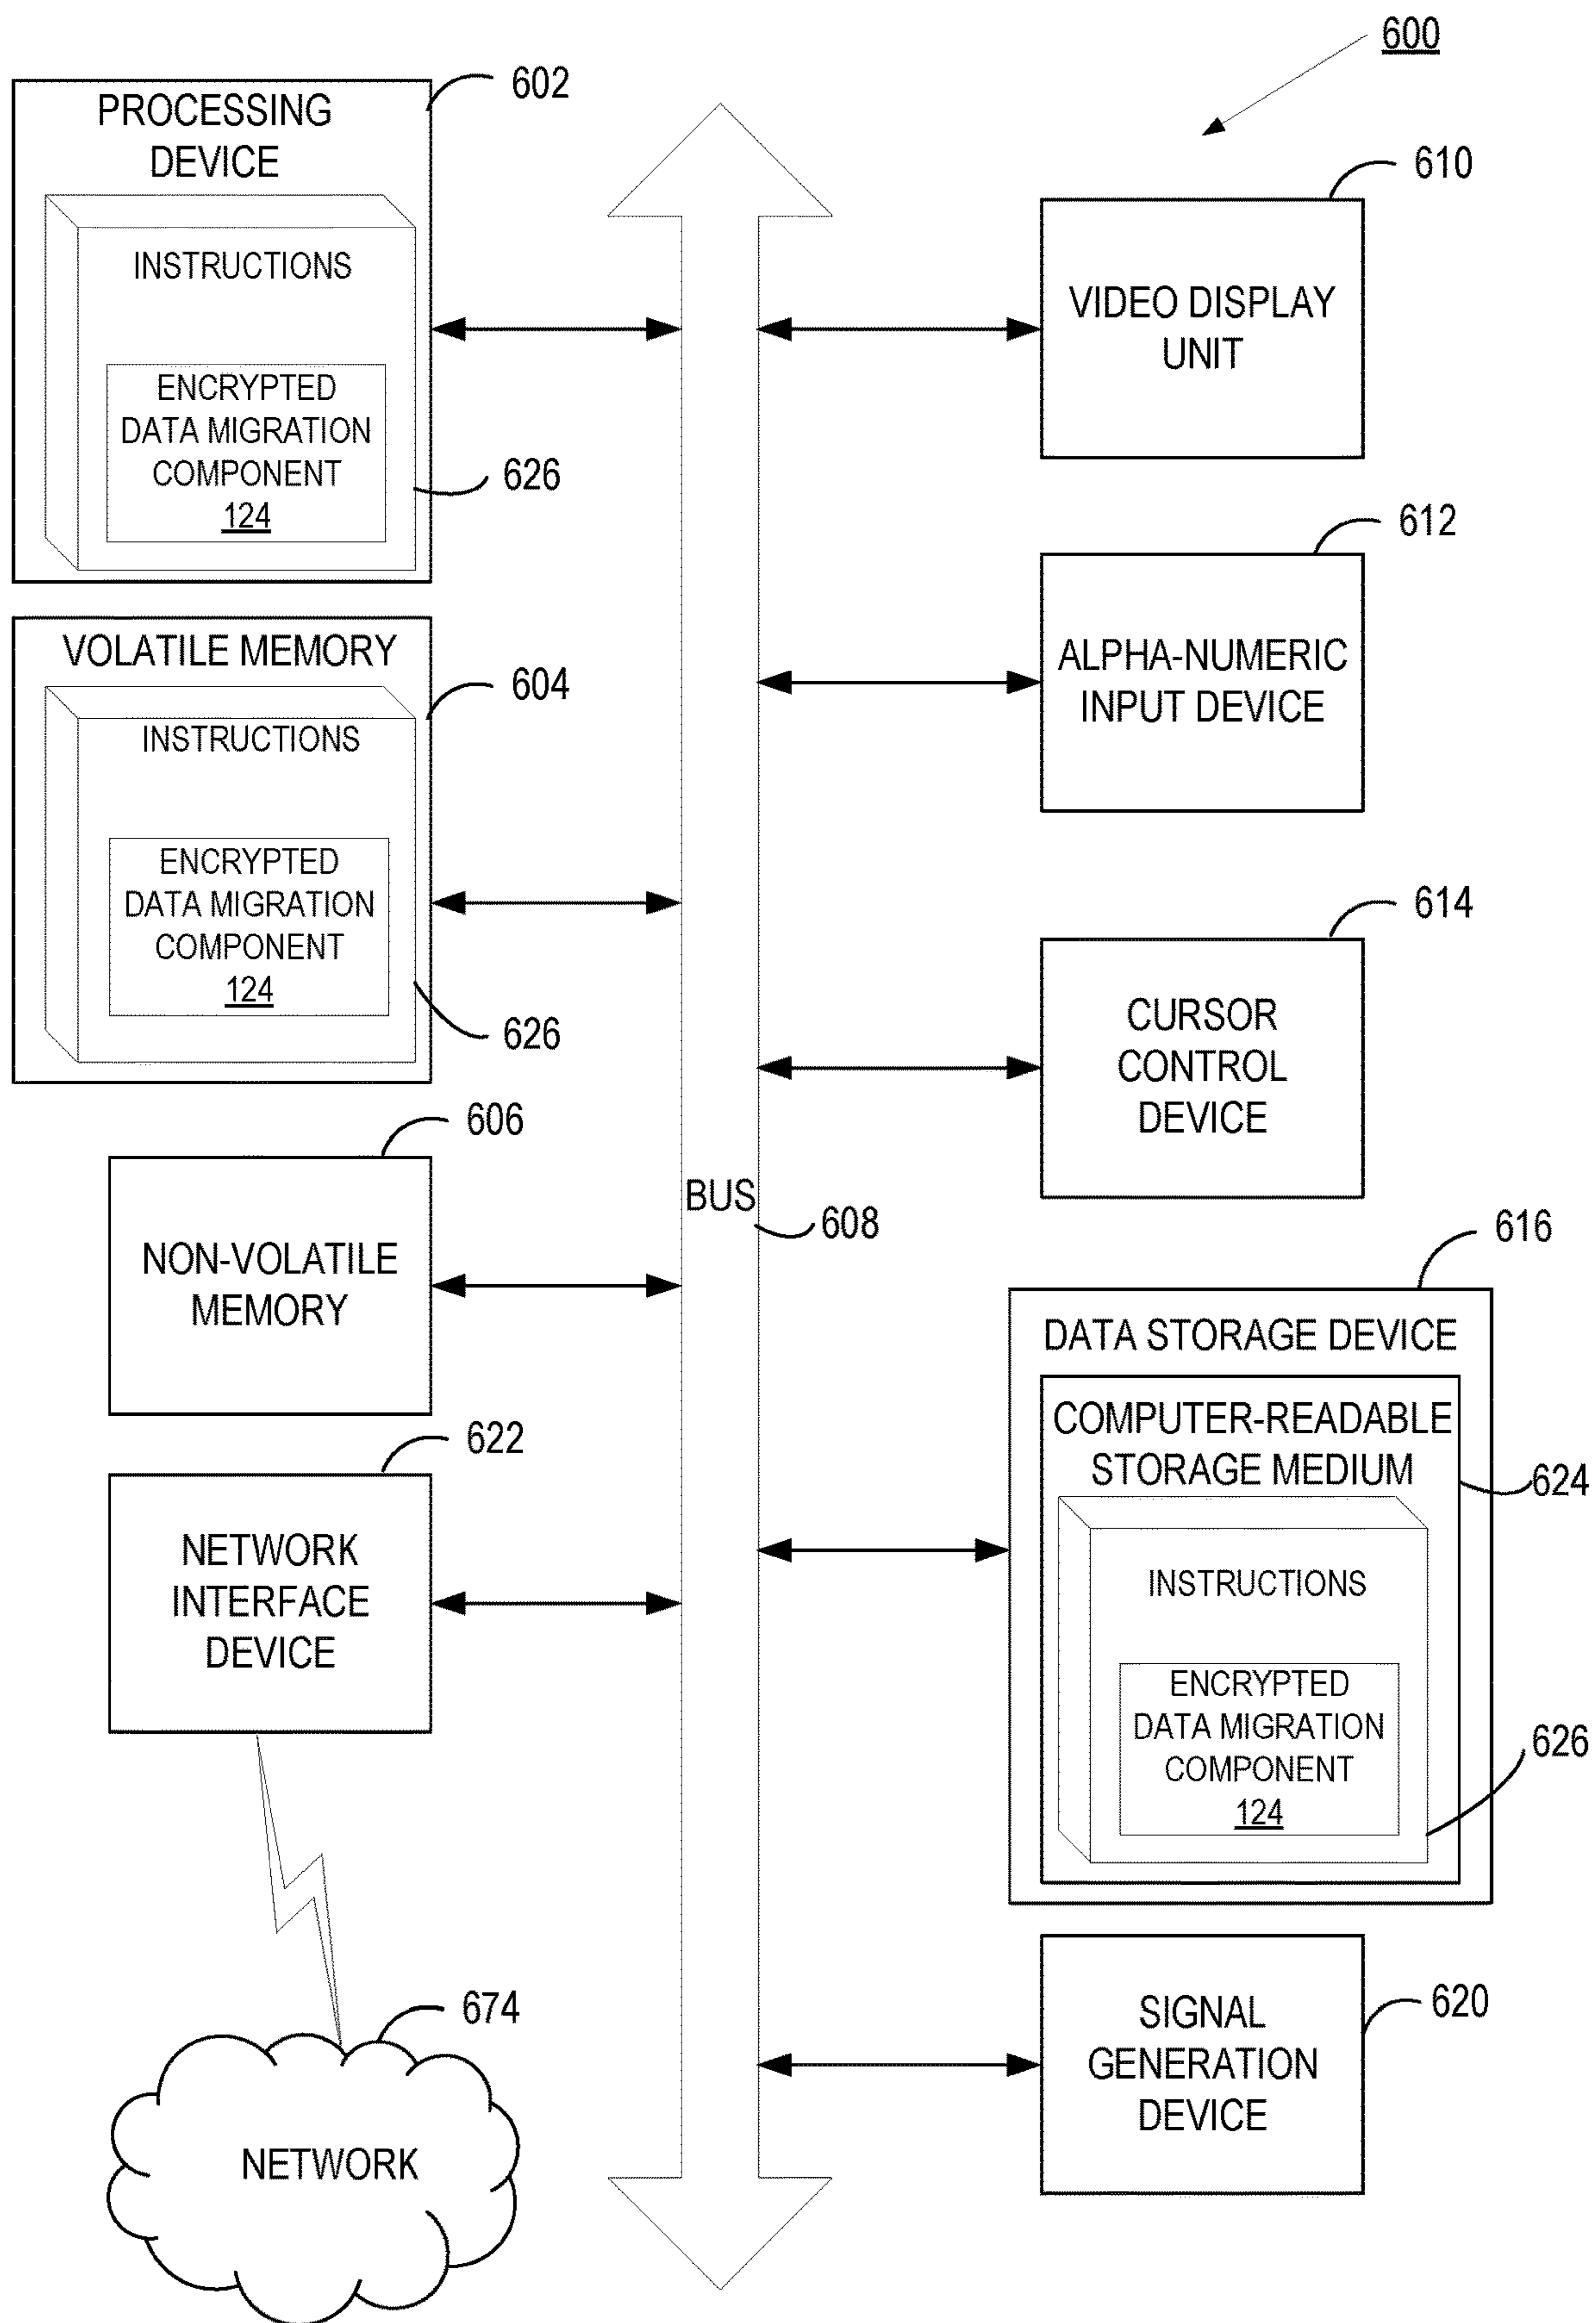 600
602
PROCESSING
DEVICE
INSTRUCTIONS
ENCRYPTED
DATA MIGRATION
COMPONENT
124
626
VOLATILE MEMORY
604
INSTRUCTIONS
ENCRYPTED
DATA MIGRATION
COMPONENT
124
626
606
NON-VOLATILE
MEMORY
622
NETWORK
INTERFACE
DEVICE
674
NETWORK
BUS
608
610
VIDEO DISPLAY
UNIT
612
ALPHA-NUMERIC
INPUT DEVICE
614
CURSOR
CONTROL
DEVICE
616
DATA STORAGE DEVICE
COMPUTER-READABLE
STORAGE MEDIUM
624
INSTRUCTIONS
ENCRYPTED
DATA MIGRATION
COMPONENT
124
626
SIGNAL
GENERATION
DEVICE
620